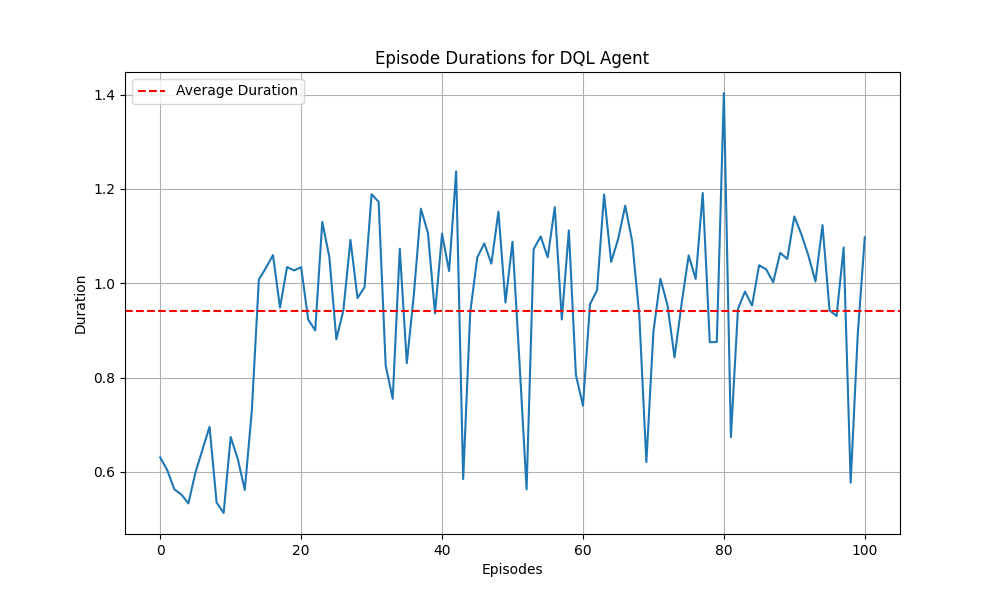 Episode Durations for DQL Agent
Average Duration
1.4
1.2
1.0
0.8
0.6
Duration
0 20 40 60 80 100
Episodes